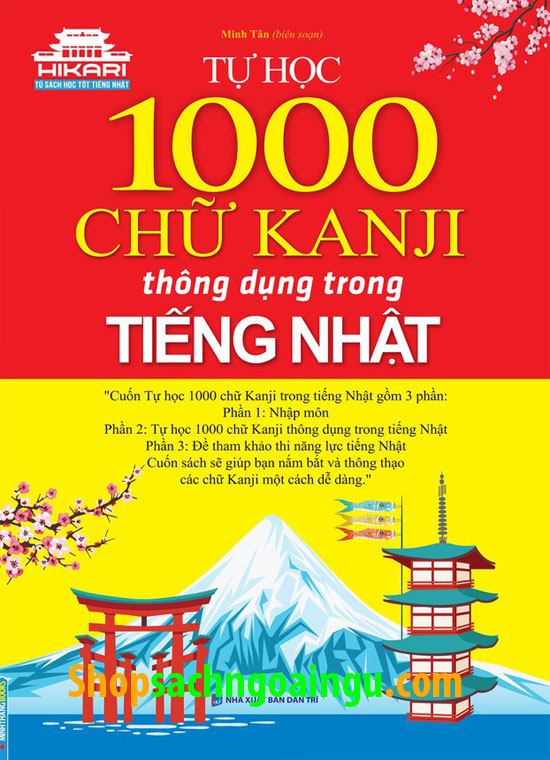 Minh Tân (biên soạn)
HIKARI
TỦ SÁCH HỌC TỐT TIẾNG NHẬT
TỰ HỌC
1000
CHỮ KANJI
thông dụng trong
TIẾNG NHẬT
"Cuốn Tự học 1000 chữ Kanji trong tiếng Nhật gồm 3 phần:
Phần 1: Nhập môn
Phần 2: Tự học 1000 chữ Kanji thông dụng trong tiếng Nhật
Phần 3: Đề tham khảo thi năng lực tiếng Nhật
Cuốn sách sẽ giúp bạn nắm bắt và thông thạo
các chữ Kanji một cách dễ dàng."
Shopsachngoaingu.com
NHÀ XUẤT BẢN DÂN TRÍ
MINHTHANGBOOKS